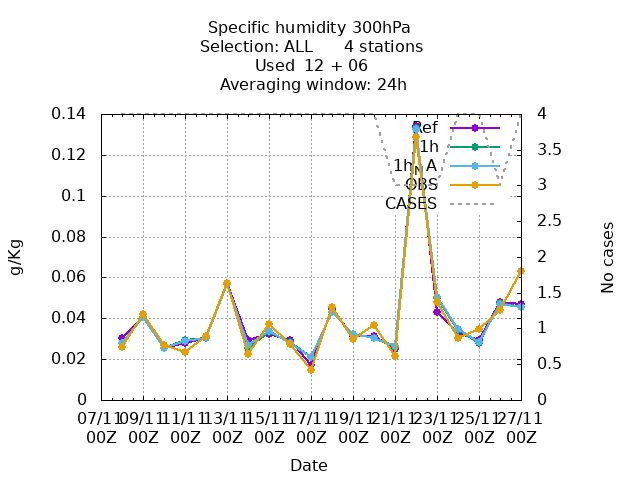 Specific humidity 300hPa
Selection: ALL 4 stations
Used 12 + 06
Averaging window: 24h
0.14
0.12
0.1
0.08
0.06
0.04
0.02
0
4
3.5
3
2.5
2
1.5
1
0.5
0
Ref
1h
1h_NA
OBS
CASES
g/Kg
No cases
07/11 09/11 11/11 13/11 15/11 17/11 19/11 21/11 23/11 25/11 27/11
00Z 00Z 00Z 00Z 00Z 00Z 00Z 00Z 00Z 00Z 00Z
Date